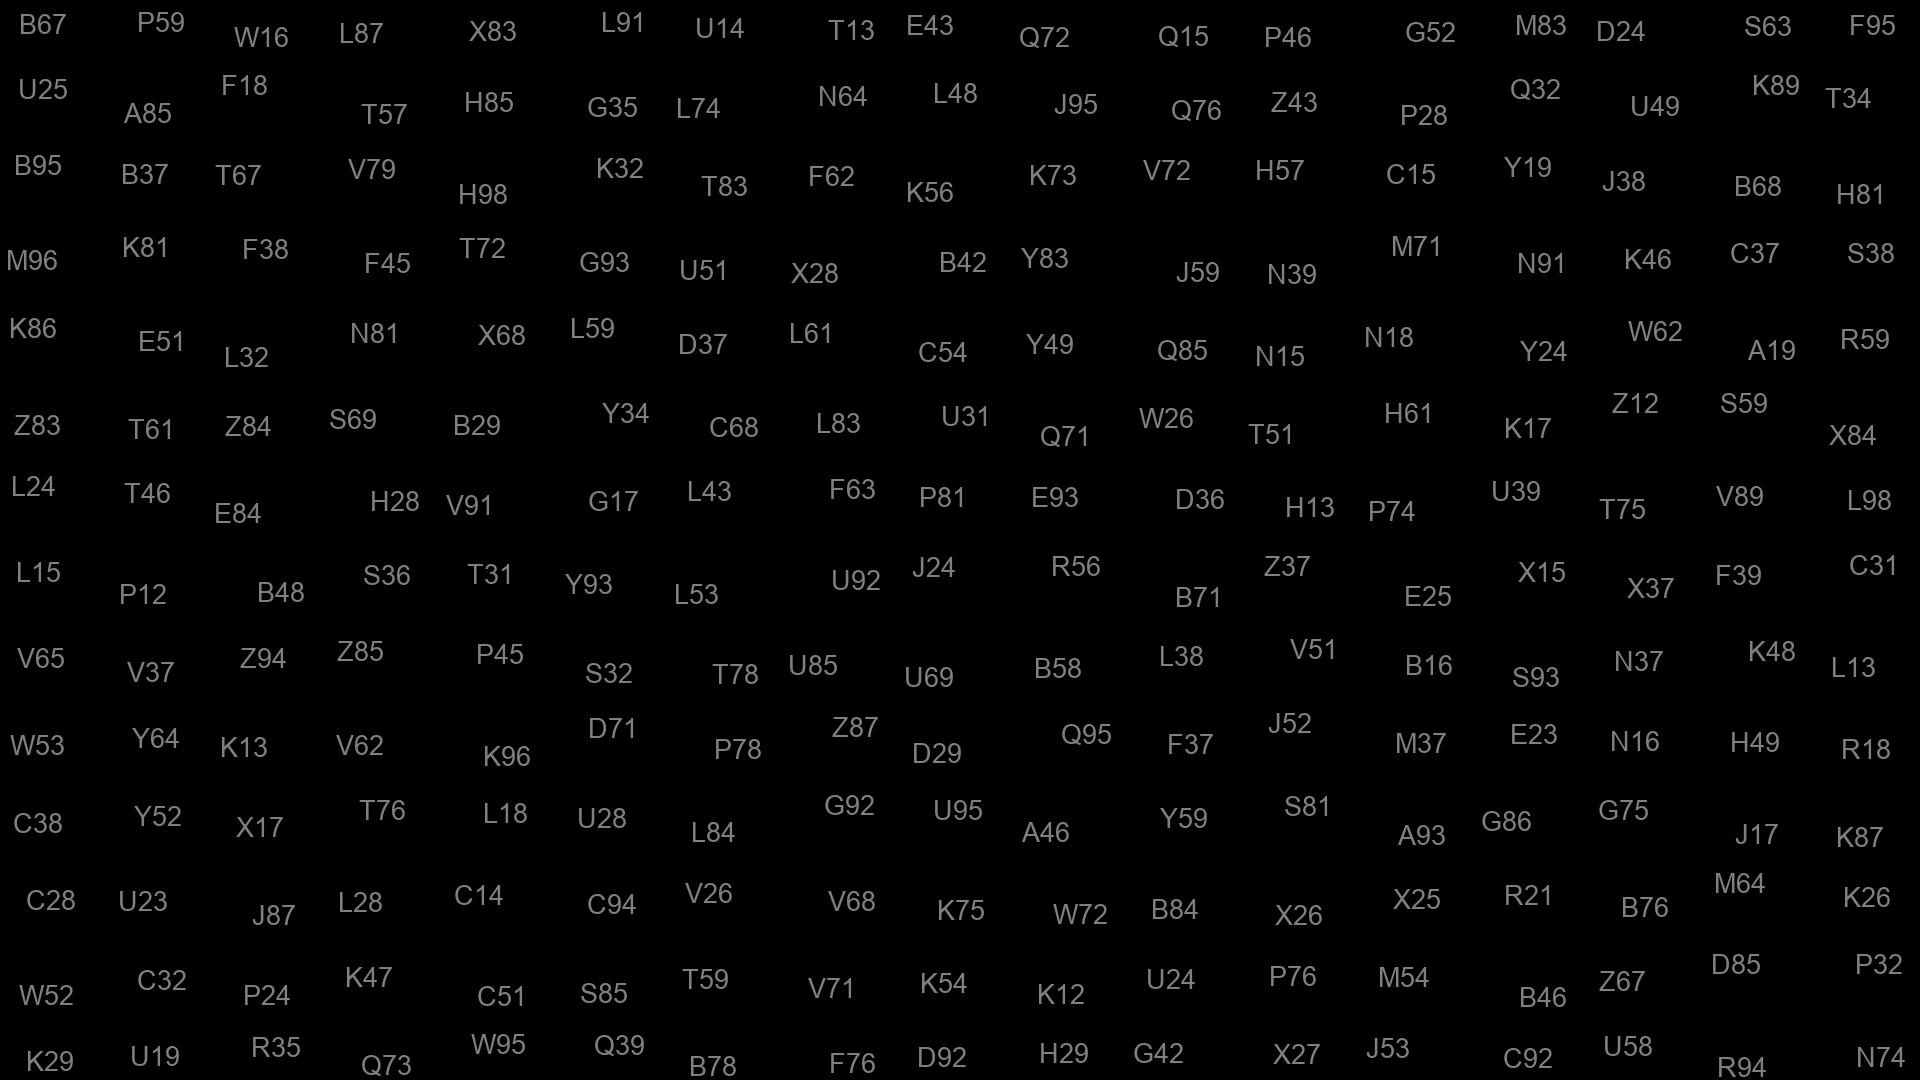 B67 P59 W16 L87 X83 L91 U14 T13 E43 Q72 Q15 P46 G52 M83 D24 S63 F95
U25 A85 F18 T57 H85 G35 L74 N64 L48 J95 Q76 Z43 P28 Q32 U49 K89 T34
B95 B37 T67 V79 H98 K32 T83 F62 K56 K73 V72 H57 C15 Y19 J38 B68 H81
M96 K81 F38 F45 T72 G93 U51 X28 B42 Y83 J59 N39 M71 N91 K46 C37 S38
K86 E51 L32 N81 X68 L59 D37 L61 C54 Y49 Q85 N15 N18 Y24 W62 A19 R59
Z83 T61 Z84 S69 B29 Y34 C68 L83 U31 Q71 W26 T51 H61 K17 Z12 S59 X84
L24 T46 E84 H28 V91 G17 L43 F63 P81 E93 D36 H13 P74 U39 T75 V89 L98
L15 P12 B48 S36 T31 Y93 L53 U92 J24 R56 B71 Z37 E25 X15 X37 F39 C31
V65 V37 Z94 Z85 P45 S32 T78 U85 U69 B58 L38 V51 B16 S93 N37 K48 L13
W53 Y64 K13 V62 K96 D71 P78 Z87 D29 Q95 F37 J52 M37 E23 N16 H49 R18
C38 Y52 X17 T76 L18 U28 L84 G92 U95 A46 Y59 S81 A93 G86 G75 J17 K87
C28 U23 J87 L28 C14 C94 V26 V68 K75 W72 B84 X26 X25 R21 B76 M64 K26
W52 C32 P24 K47 C51 S85 T59 V71 K54 K12 U24 P76 M54 B46 Z67 D85 P32
K29 U19 R35 Q73 W95 Q39 B78 F76 D92 H29 G42 X27 J53 C92 U58 R94 N74